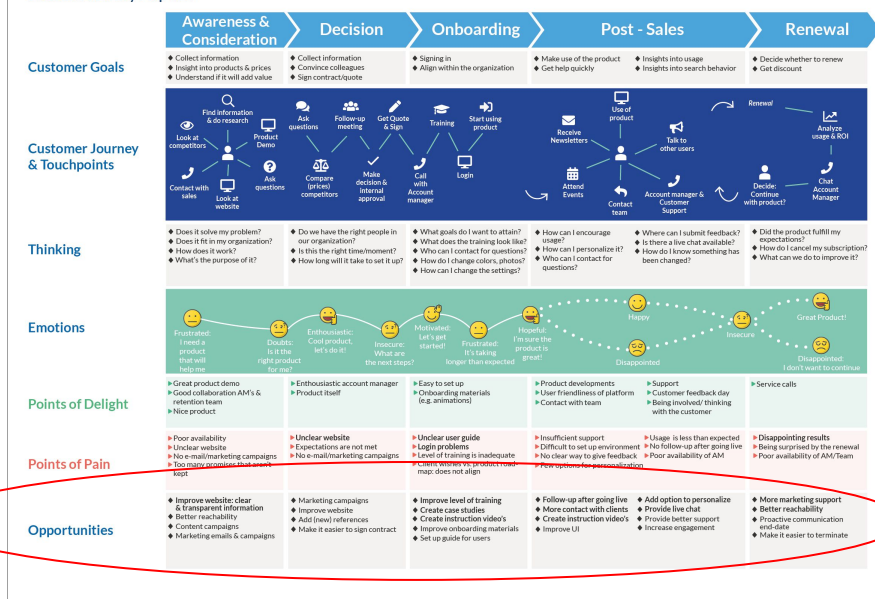 Awareness &
Consideration
Decision
Onboarding
Post - Sales
Renewal
Customer Goals
◆ Collect information
◆ Insight into products & prices
◆ Understand if it will add value
◆ Collect information
◆ Convince colleagues
◆ Sign contract/quote
◆ Signing in
◆ Align within the organization
◆ Make use of the product
◆ Get help quickly
◆ Insights into usage
◆ Insights into search behavior
◆ Decide whether to renew
◆ Get discount
Customer Journey
& Touchpoints
Find information
& do research
Look at
competitors
Product
Demo
Contact with
sales
Look at
website
Ask
questions
Ask
questions
Follow-up
meeting
Get Quote
& Sign
Compare
(prices)
competitors
Make
decision &
internal
approval
Training
Start using
product
Call
with
Account
manager
Login
Use of
product
Receive
Newsletters
Talk to
other users
Attend
Events
Contact
team
Account manager &
Customer
Support
Renewal
Analyze
usage & ROI
Decide:
Continue
with product?
Chat
Account
Manager
Thinking
◆ Does it solve my problem?
◆ Does it fit in my organization?
◆ How does it work?
◆ What's the purpose of it?
◆ Do we have the right people in
our organization?
◆ Is this the right time/moment?
◆ How long will it take to set it up?
◆ What goals do I want to attain?
◆ What does the training look like?
◆ Who can I contact for questions?
◆ How do I change colors, photos?
◆ How can I change the settings?
◆ How can I encourage
usage?
◆ How can I personalize it?
◆ Who can I contact for
questions?
◆ Where can I submit feedback?
◆ Is there a live chat available?
◆ How do I know something has
been changed?
◆ Did the product fulfill my
expectations?
◆ How do I cancel my subscription?
◆ What can we do to improve it?
Emotions
Frustrated:
I need a
product
that will
help me
Doubts:
Is it the
right product
for me?
Enthousiastic:
Cool product,
let's do it!
Insecure:
What are
the next steps?
Motivated:
Let's get
started!
Frustrated:
It's taking
longer than expected
Hopeful:
I'm sure the
product is
great!
Happy
Disappointed
Insecure
Great Product!
Disappointed:
I don't want to continue
Points of Delight
▶ Great product demo
▶ Good collaboration AM's &
retention team
▶ Nice product
▶ Enthousiastic account manager
▶ Product itself
▶ Easy to set up
▶ Onboarding materials
(e.g. animations)
▶ Product developments
▶ User friendliness of platform
▶ Contact with team
▶ Support
▶ Customer feedback day
▶ Being involved/ thinking
with the customer
▶ Service calls
Points of Pain
▶ Poor availability
▶ Unclear website
▶ No e-mail/marketing campaigns
▶ Too many promises that aren't
kept
▶ Unclear website
▶ Expectations are not met
▶ No e-mail/marketing campaigns
▶ Unclear user guide
▶ Login problems
▶ Level of training is inadequate
▶ Client wishes vs. product road-
map: does not align
▶ Insufficient support
▶ Difficult to set up environment
▶ No clear way to give feedback
▶ Few options for personalization
▶ Usage is less than expected
▶ No follow-up after going live
▶ Poor availability of AM
▶ Disappointing results
▶ Being surprised by the renewal
▶ Poor availability of AM/Team
Opportunities
◆ Improve website: clear
& transparent information
◆ Better reachability
◆ Content campaigns
◆ Marketing emails & campaigns
◆ Marketing campaigns
◆ Improve website
◆ Add (new) references
◆ Make it easier to sign contract
◆ Improve level of training
◆ Create case studies
◆ Create instruction video's
◆ Improve onboarding materials
◆ Set up guide for users
◆ Follow-up after going live
◆ More contact with clients
◆ Create instruction video's
◆ Improve UI
◆ Add option to personalize
◆ Provide live chat
◆ Provide better support
◆ Increase engagement
◆ More marketing support
◆ Better reachability
◆ Proactive communication
end-date
◆ Make it easier to terminate